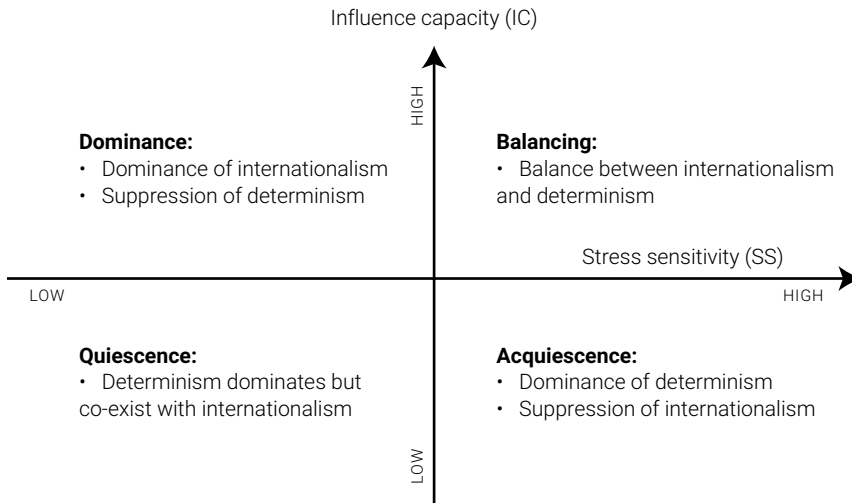 Influence capacity (IC)
HIGH
Dominance:
• Dominance of internationalism
• Suppression of determinism
Balancing:
• Balance between internationalism
and determinism
Stress sensitivity (SS)
LOW
HIGH
Quiescence:
• Determinism dominates but
co-exist with internationalism
Acquiescence:
• Dominance of determinism
• Suppression of internationalism
LOW